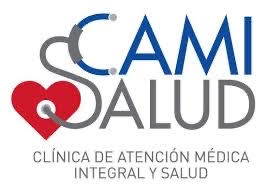 CAMI
SALUD
CLÍNICA DE ATENCIÓN MÉDICA
INTEGRAL Y SALUD